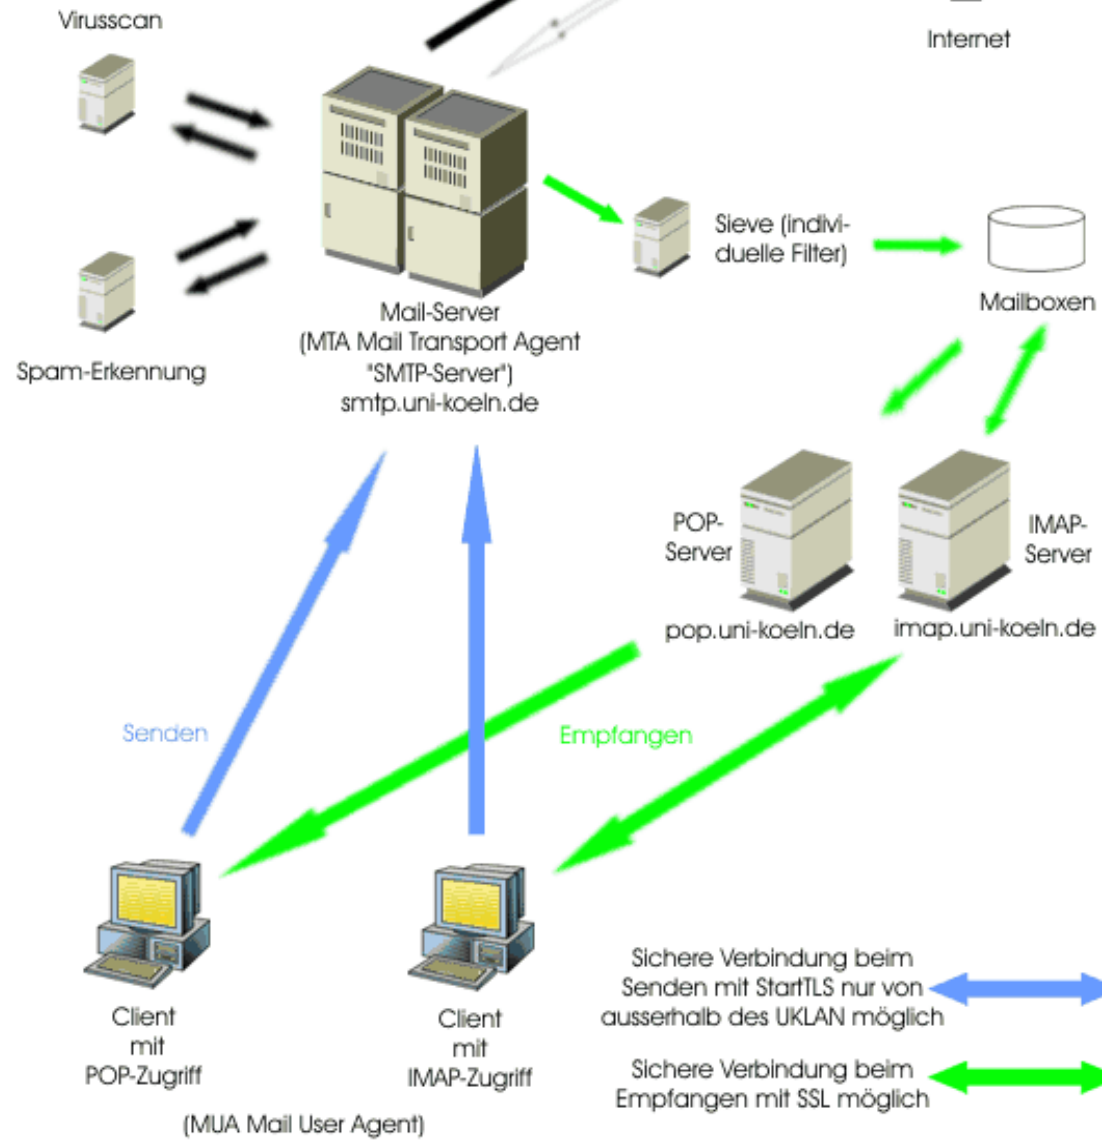 Virusscan
Internet
Sieve (indivi-
duelle Filter)
Mailboxen
Mail-Server
(MTA Mail Transport Agent
"SMTP-Server")
smtp.uni-koeln.de
Spam-Erkennung
POP-
Server
IMAP-
Server
pop.uni-koeln.de
imap.uni-koeln.de
Senden
Empfangen
Client
mit
POP-Zugriff
Client
mit
IMAP-Zugriff
(MUA Mail User Agent)
Sichere Verbindung beim
Senden mit StartTLS nur von
ausserhalb des UKLAN möglich
Sichere Verbindung beim
Empfangen mit SSL möglich